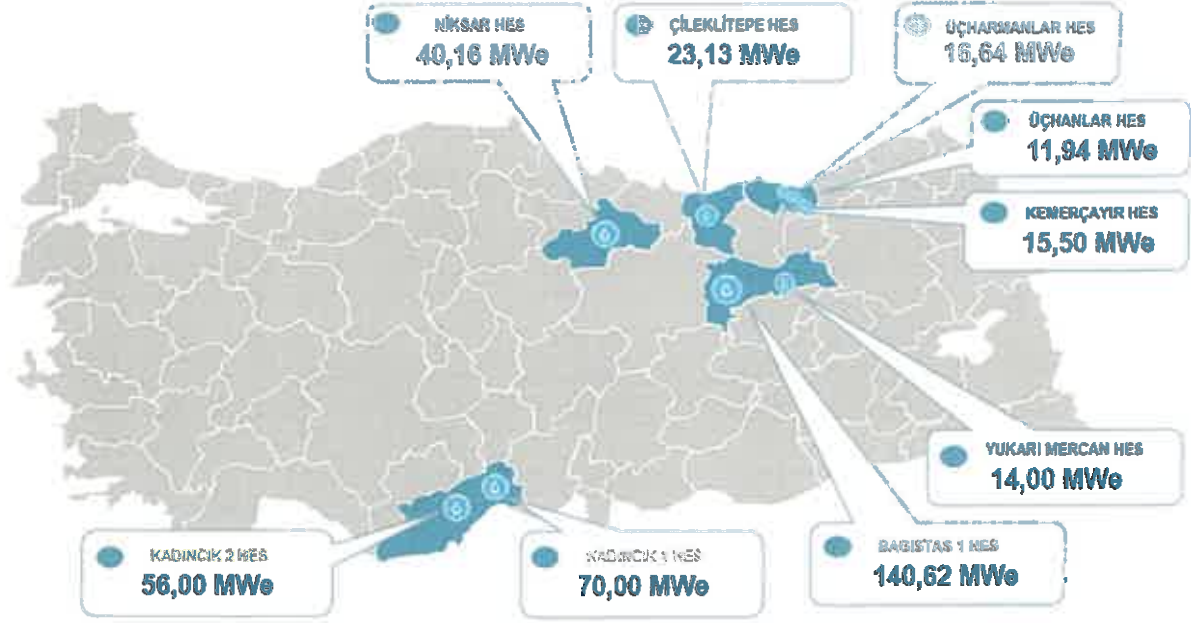 NİKSAR HES
40,16 MWe
ÇİLEKLİTEPE HES
23,13 MWe
ÜÇHARMANLAR HES
16,64 MWe
ÜÇHANLAR HES
11,94 MWe
KEMERÇAYIR HES
15,50 MWe
YUKARI MERCAN HES
14,00 MWe
BAGISTAS 1 HES
140,62 MWe
KADINCIK 1 HES
70,00 MWe
KADINCIK 2 HES
56,00 MWe